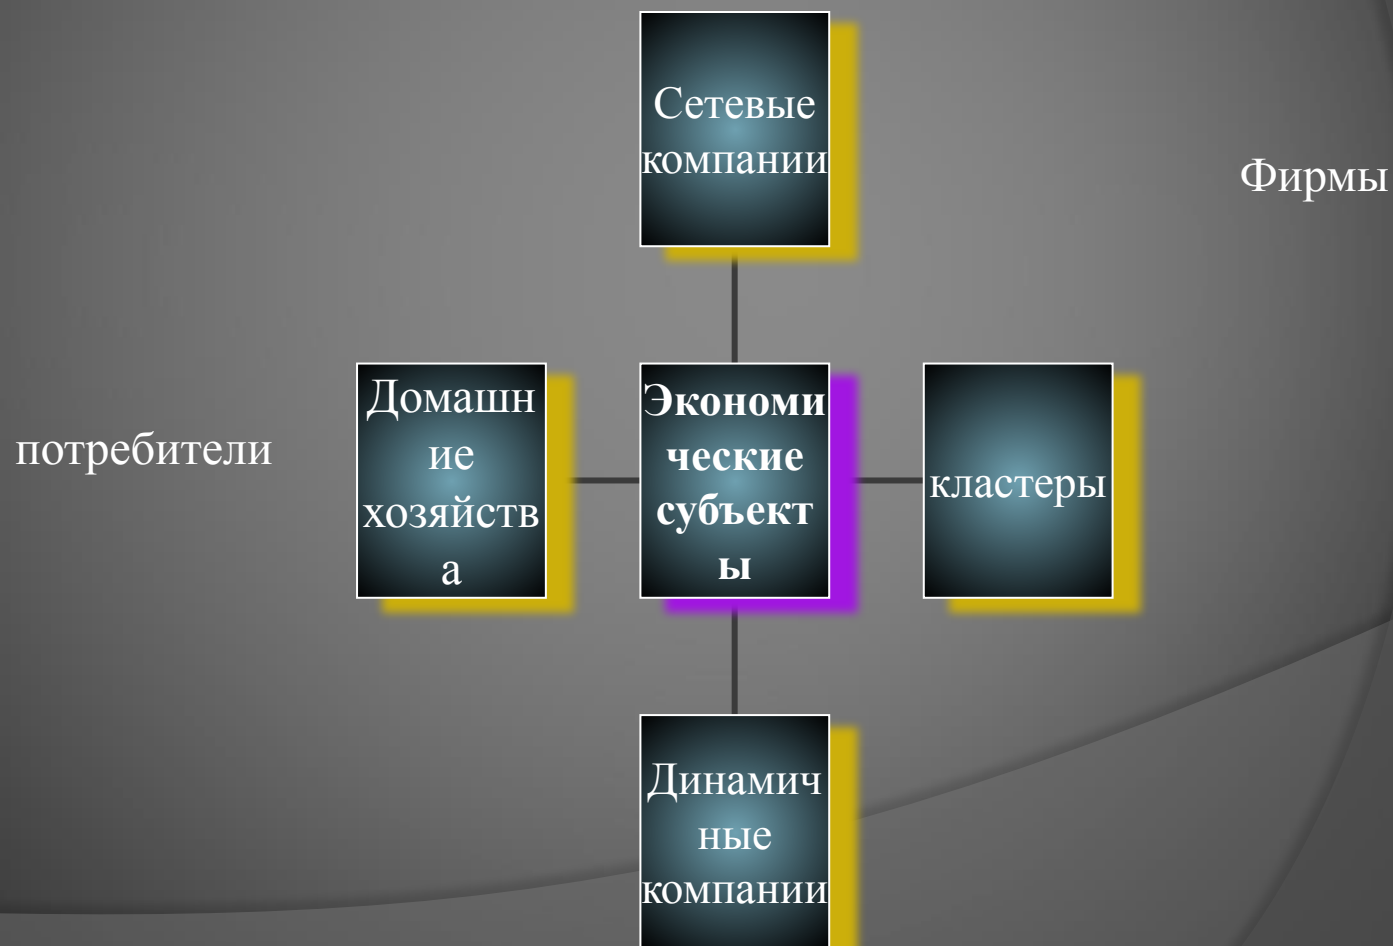 Сетевые
компании
Фирмы
потребители
Домашн
ие
хозяйств
а
Экономи
ческие
субъект
ы
кластеры
Динамич
ные
компании